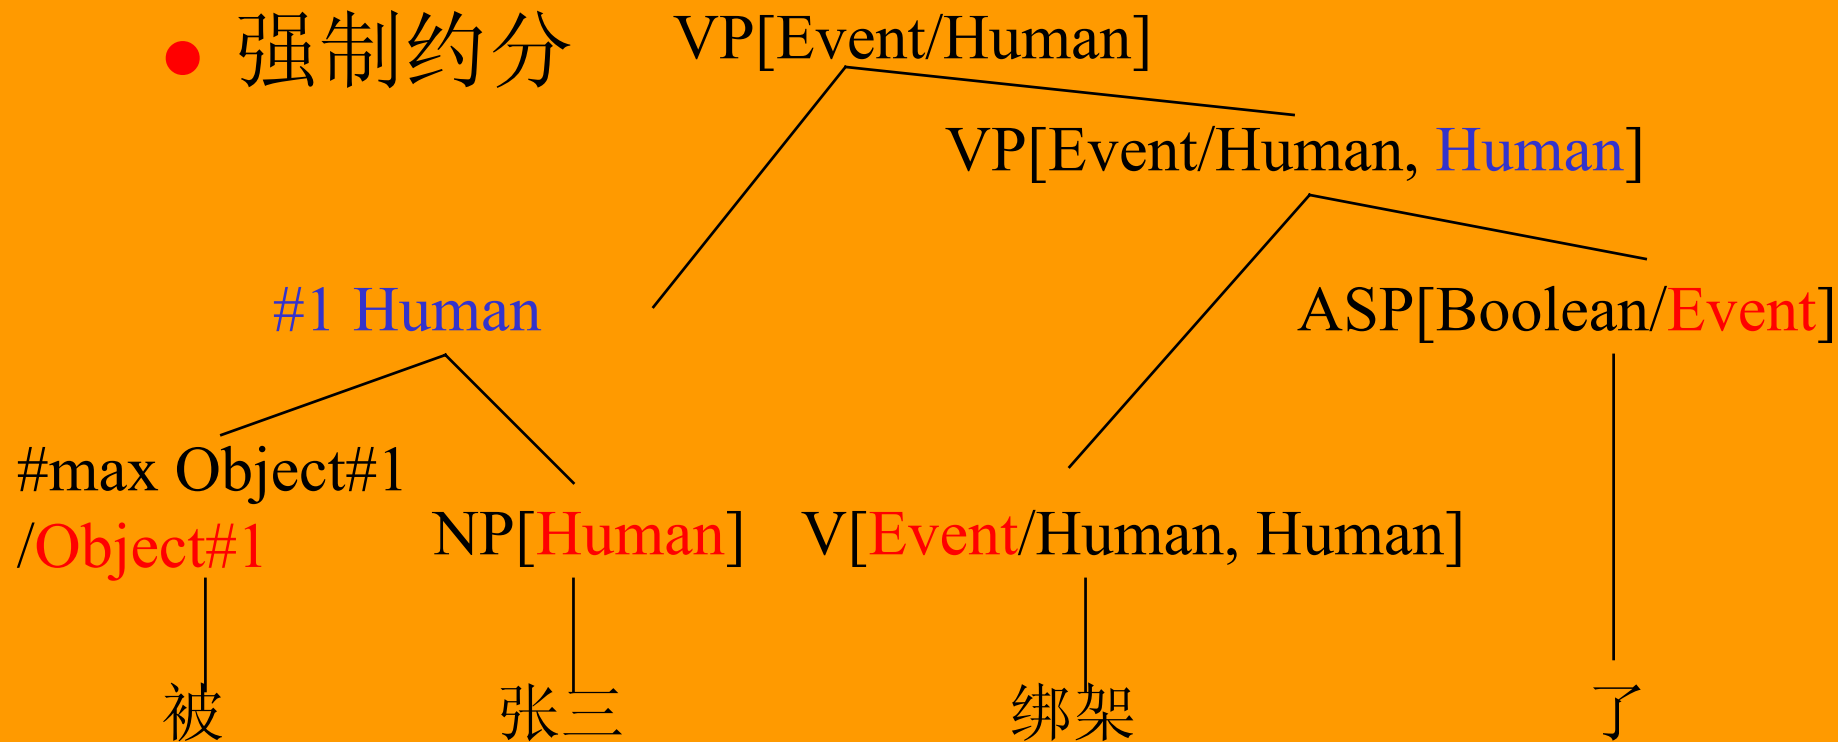 ● 强制约分
VP[Event/Human]
VP[Event/Human, Human]
#1 Human
ASP[Boolean/Event]
#max Object#1
/Object#1
NP[Human]
V[Event/Human, Human]
被
张三
绑架
了